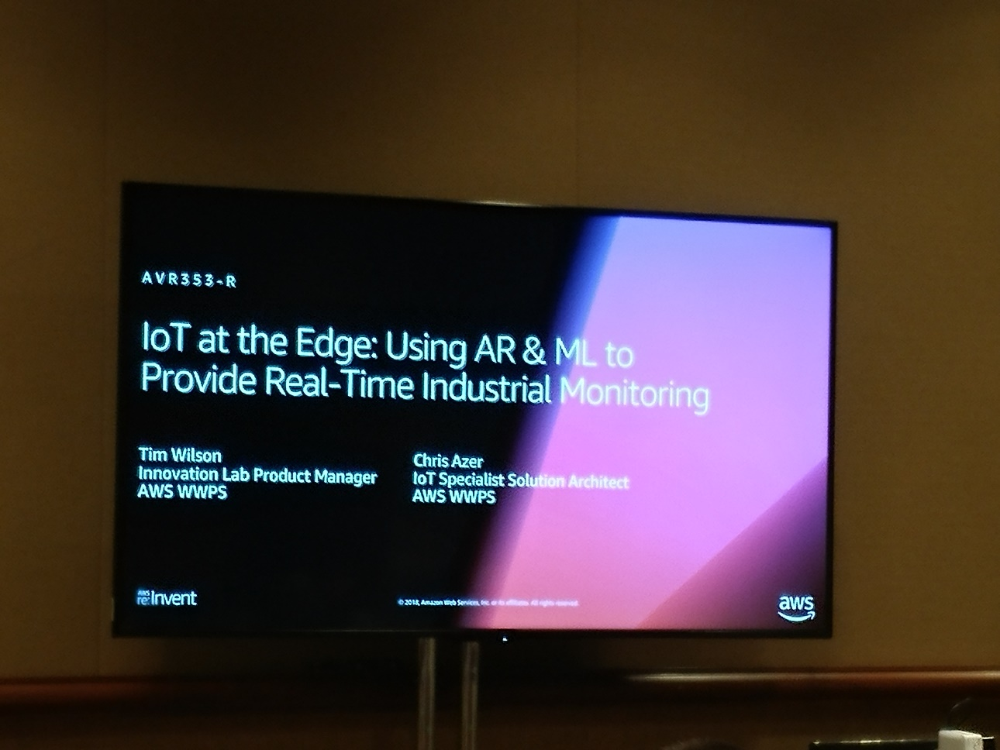 AVR353-R
IoT at the Edge: Using AR & ML to
Provide Real-Time Industrial Monitoring
Tim Wilson
Innovation Lab Product Manager
AWS WWPS
Chris Azer
IoT Specialist Solution Architect
AWS WWPS
AWS
re:Invent
© 2018, Amazon Web Services, Inc. or its affiliates. All rights reserved.
aws